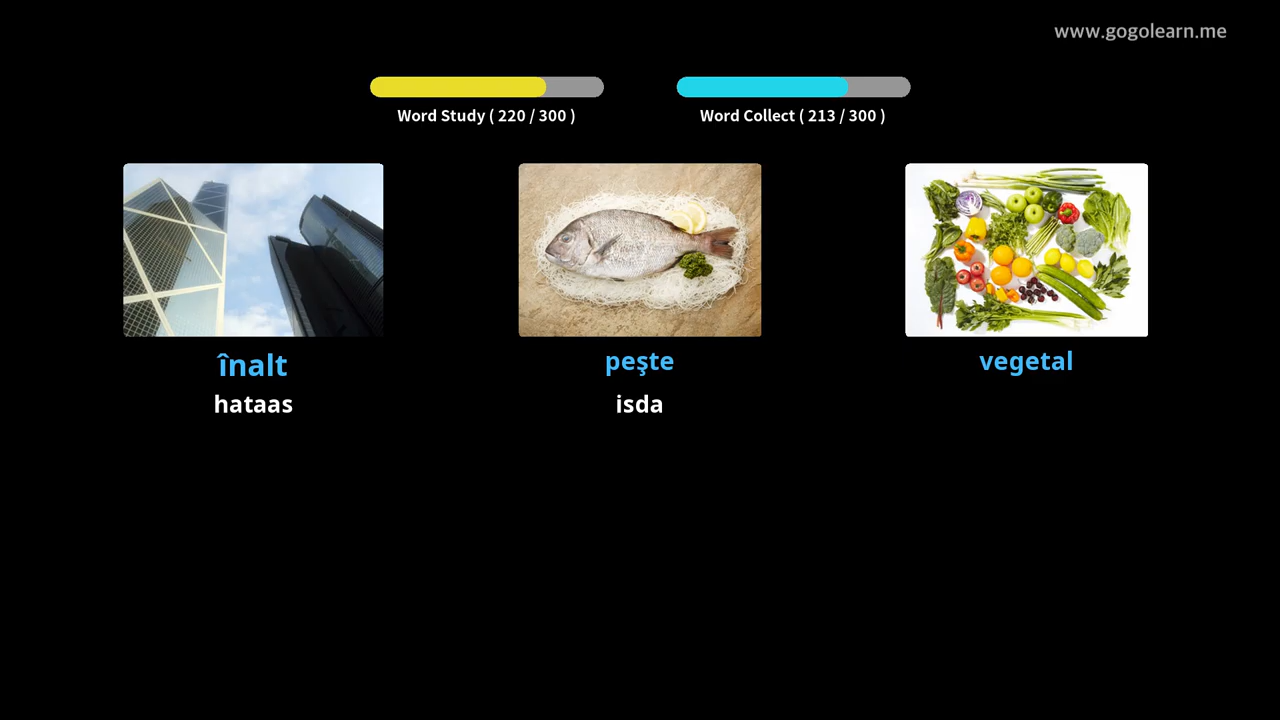 www.gogolearn.me
Word Study ( 220 / 300 )
Word Collect ( 213 / 300 )
înalt
peşte
vegetal
hataas
isda